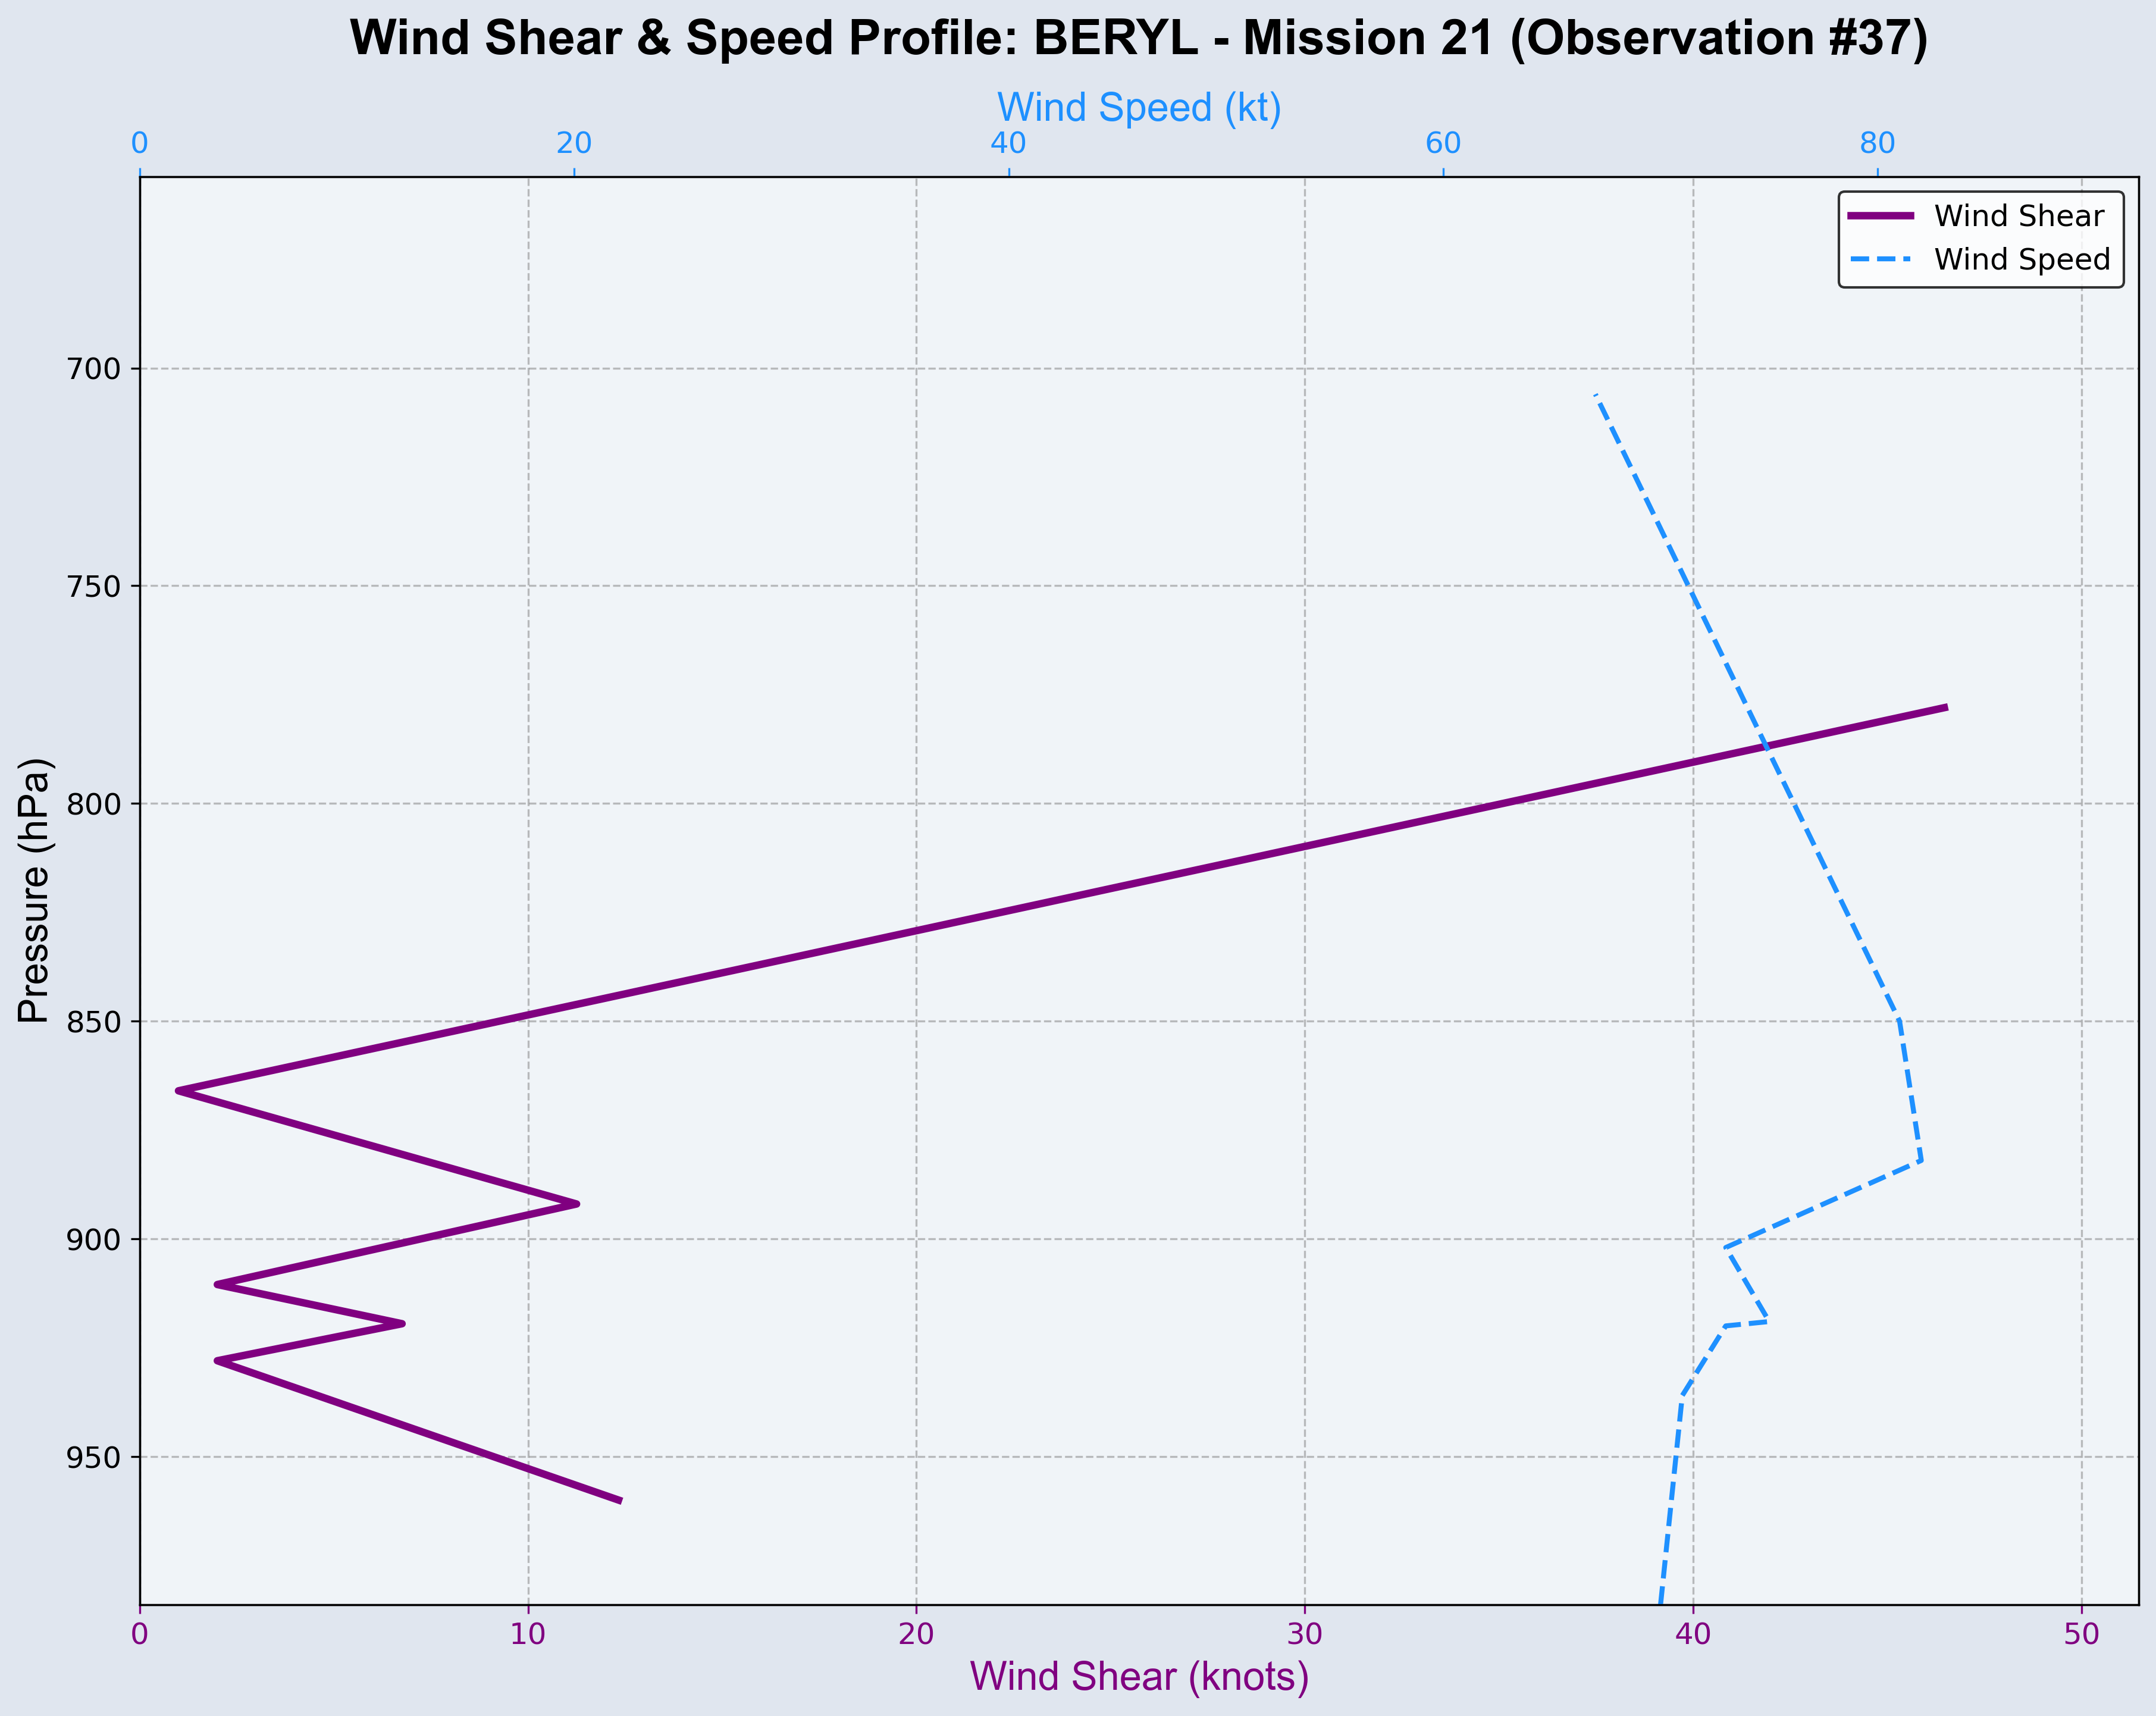 Wind Shear & Speed Profile: BERYL - Mission 21 (Observation #37)
Wind Speed (kt)
0 20 40 60 80
Wind Shear
Wind Speed
700
750
800
850
900
950
Pressure (hPa)
0 10 20 30 40 50
Wind Shear (knots)